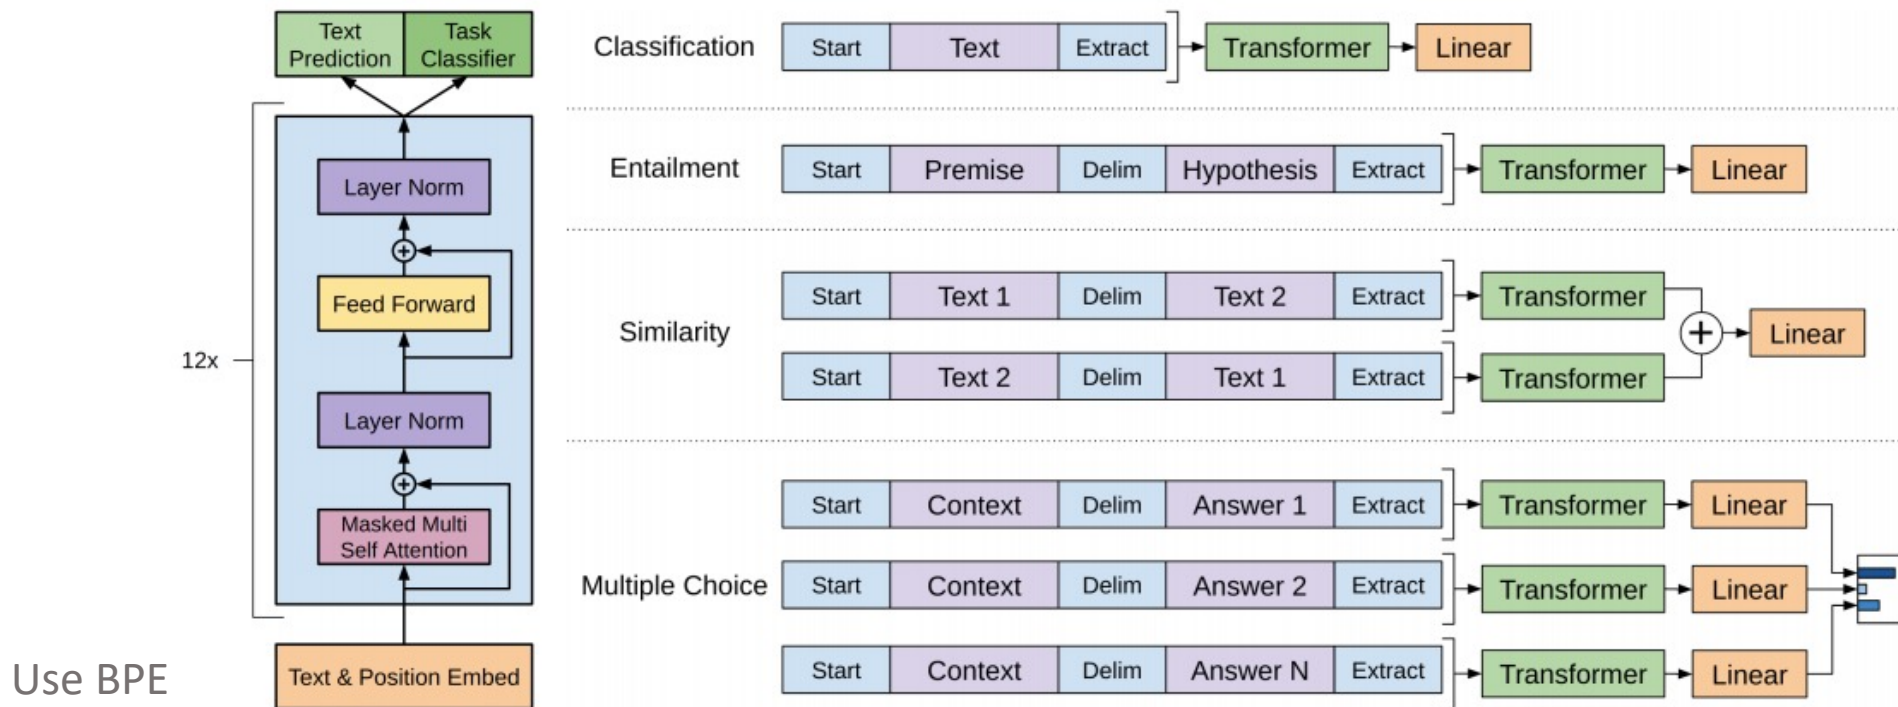 Text
Prediction
Task
Classifier
Layer Norm
Feed Forward
12x
Layer Norm
Masked Multi
Self Attention
Text & Position Embed
Use BPE
Classification
Start Text Extract Transformer Linear
Entailment
Start Premise Delim Hypothesis Extract Transformer Linear
Similarity
Start Text 1 Delim Text 2 Extract Transformer
+ Linear
Start Text 2 Delim Text 1 Extract Transformer
Multiple Choice
Start Context Delim Answer 1 Extract Transformer Linear
Start Context Delim Answer 2 Extract Transformer Linear
Start Context Delim Answer N Extract Transformer Linear